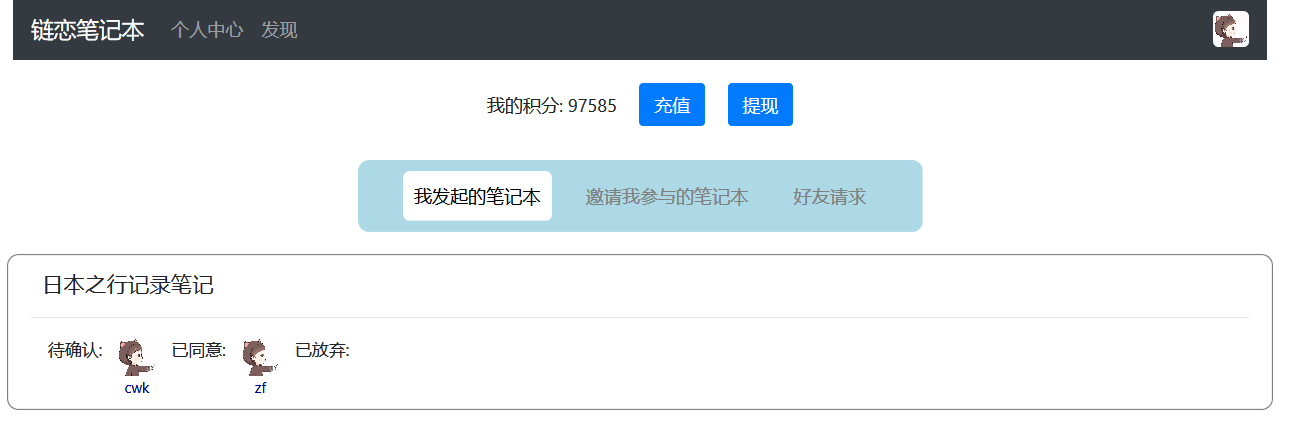 链恋笔记本 个人中心 发现
我的积分: 97585 充值 提现
我发起的笔记本 邀请我参与的笔记本 好友请求
日本之行记录笔记
待确认: 已同意: 已放弃:
cwk zf